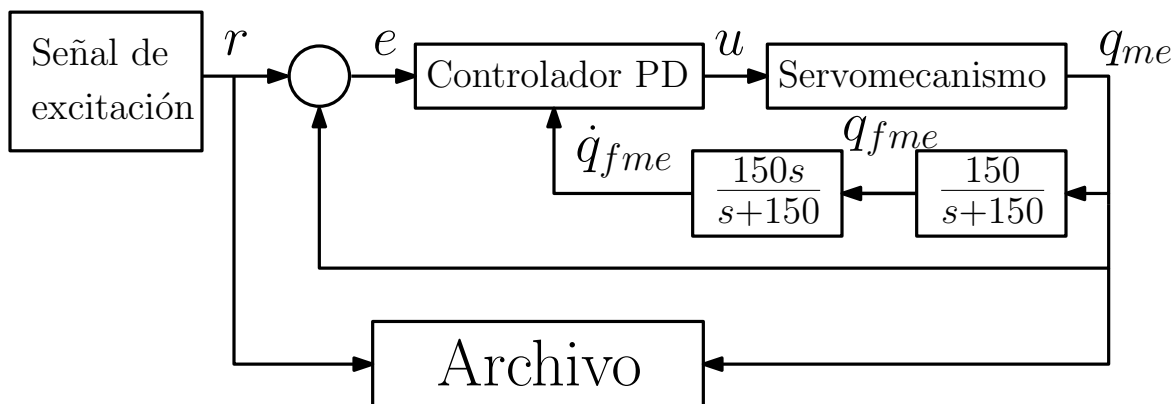 Señal de
excitación
r
e
Controlador PD
u
Servomecanismo
q_{me}
\dot{q}_{fme}
150s
s+150
q_{fme}
150
s+150
Archivo